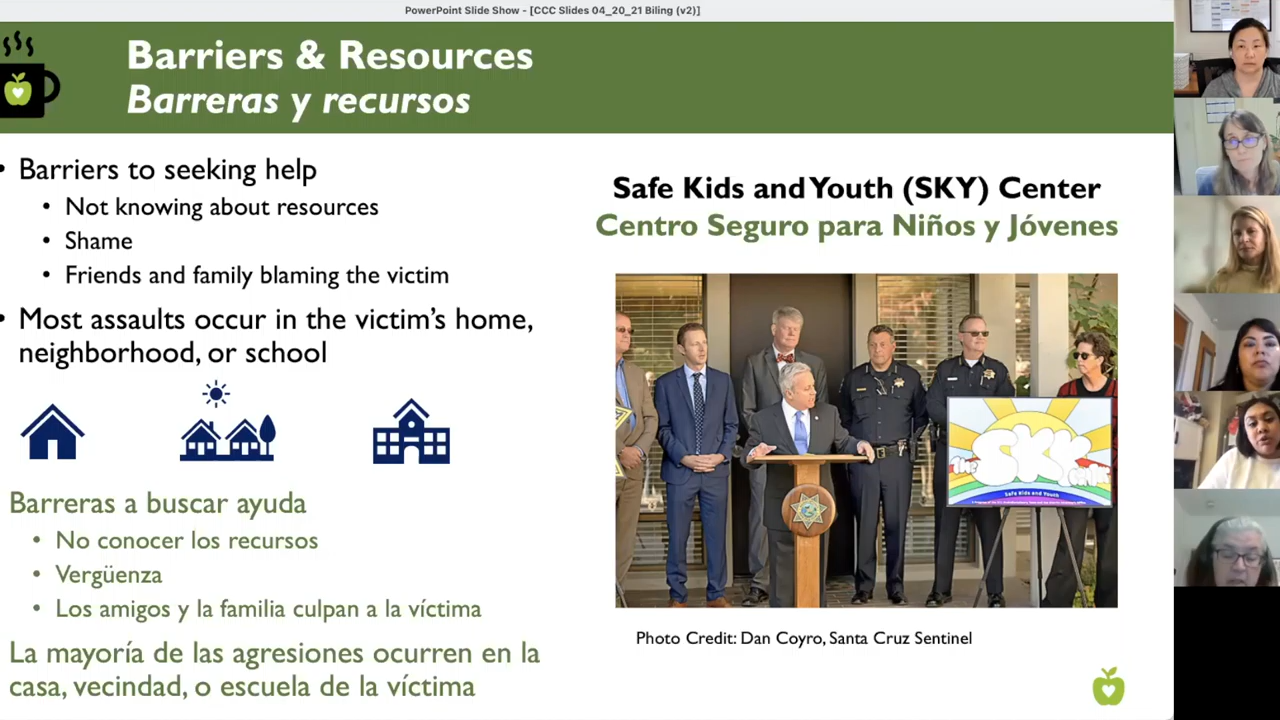 PowerPoint Slide Show - [CCC Slides 04_20_21 Biling (v2)]
Barriers & Resources
Barreras y recursos
• Barriers to seeking help
• Not knowing about resources
• Shame
• Friends and family blaming the victim
• Most assaults occur in the victim's home,
neighborhood, or school
Barreras a buscar ayuda
• No conocer los recursos
• Vergüenza
• Los amigos y la familia culpan a la víctima
La mayoría de las agresiones ocurren en la
casa, vecindad, o escuela de la víctima
Safe Kids and Youth (SKY) Center
Centro Seguro para Niños y Jóvenes
the SKY center
Safe Kids and Youth
Photo Credit: Dan Coyro, Santa Cruz Sentinel